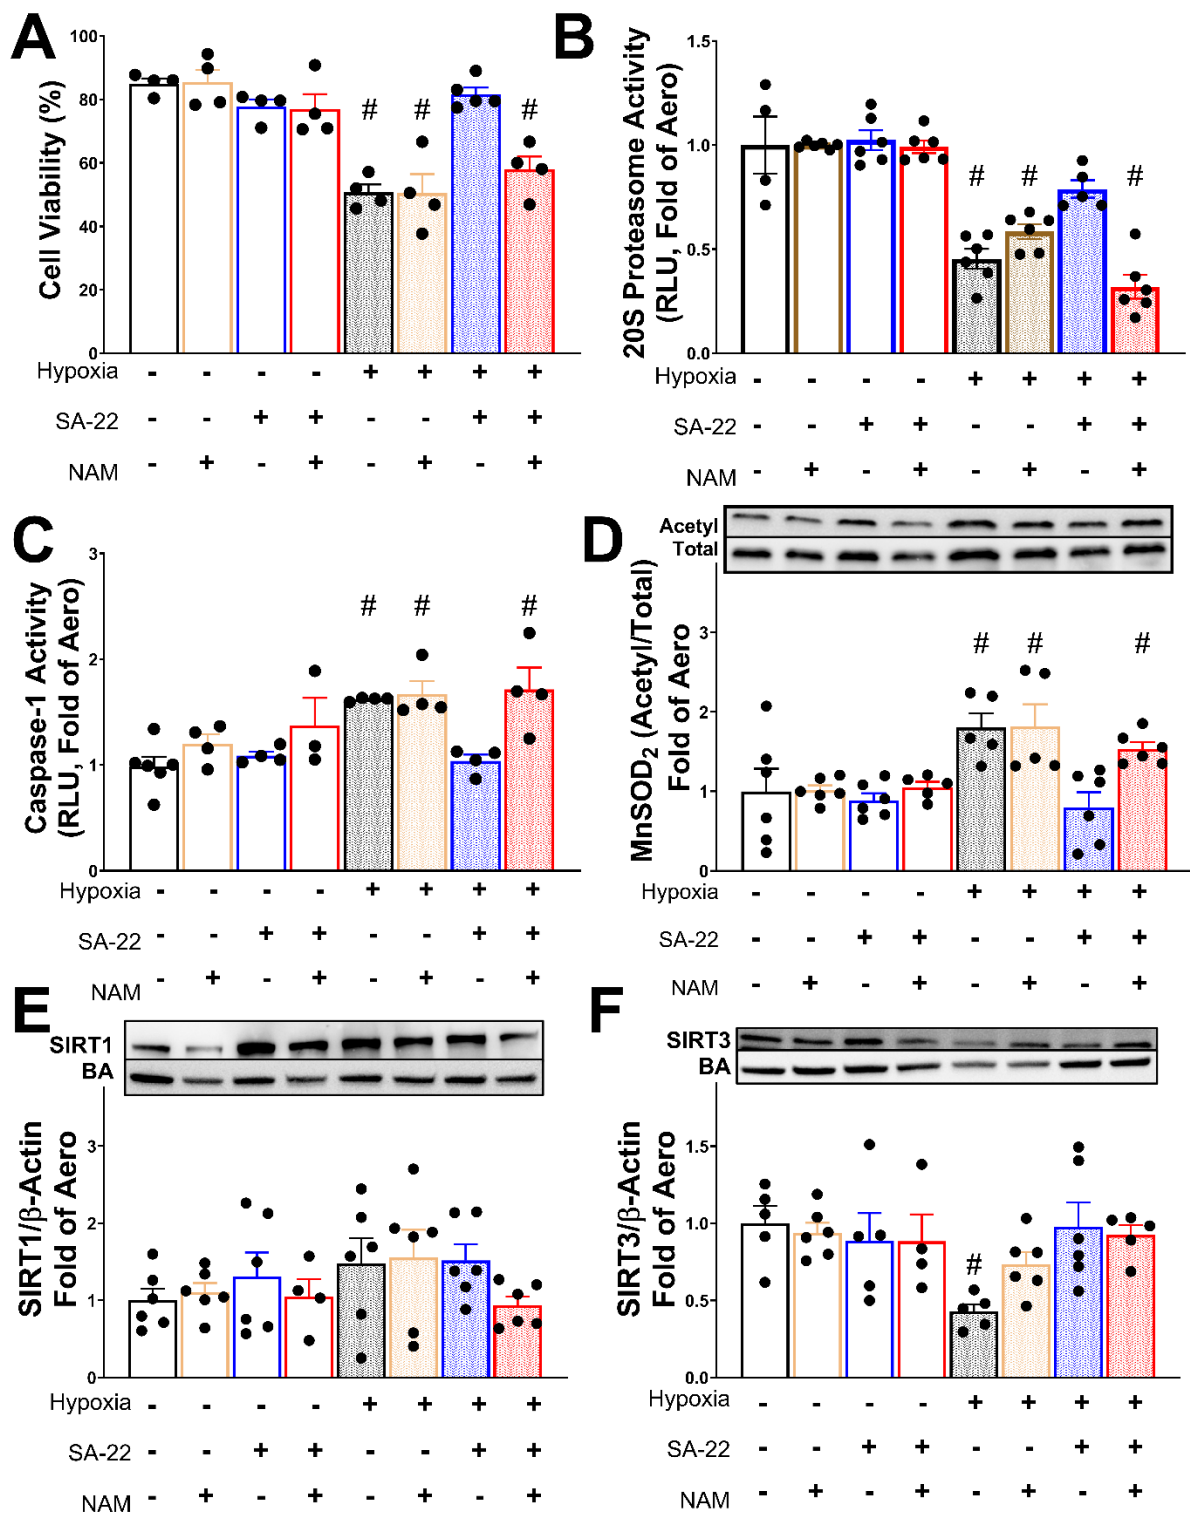 A
Cell Viability (%)
100
80
60
40
20
0
# # #
Hypoxia - - - - + + + +
SA-22 - - + + - - + +
NAM - + - + - + - +
B
20S Proteasome Activity
(RLU, Fold of Aero)
1.5
1.0
0.5
0.0
# # #
Hypoxia - - - - + + + +
SA-22 - - + + - - + +
NAM - + - + - + - +
C
Caspase-1 Activity
(RLU, Fold of Aero)
3
2
1
0
# # #
Hypoxia - - - - + + + +
SA-22 - - + + - - + +
NAM - + - + - + - +
D
Acetyl
Total
MnSOD2 (Acetyl/Total)
Fold of Aero
3
2
1
0
# # #
Hypoxia - - - - + + + +
SA-22 - - + + - - + +
NAM - + - + - + - +
E
SIRT1
BA
SIRT1/β-Actin
Fold of Aero
3
2
1
0
Hypoxia - - - - + + + +
SA-22 - - + + - - + +
NAM - + - + - + - +
F
SIRT3
BA
SIRT3/β-Actin
Fold of Aero
1.5
1.0
0.5
0.0
#
Hypoxia - - - - + + + +
SA-22 - - + + - - + +
NAM - + - + - + - +